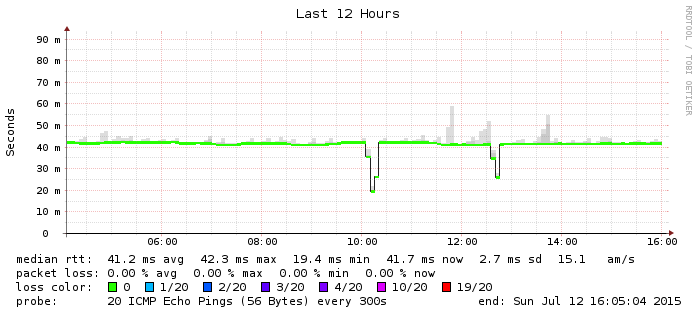 Last 12 Hours
RRDTOOL / TOBI OETIKER
Seconds
90 m
80 m
70 m
60 m
50 m
40 m
30 m
20 m
10 m
0
06:00 08:00 10:00 12:00 14:00 16:00
median rtt: 41.2 ms avg 42.3 ms max 19.4 ms min 41.7 ms now 2.7 ms sd 15.1 am/s
packet loss: 0.00 % avg 0.00 % max 0.00 % min 0.00 % now
loss color: 0 1/20 2/20 3/20 4/20 10/20 19/20
probe: 20 ICMP Echo Pings (56 Bytes) every 300s end: Sun Jul 12 16:05:04 2015